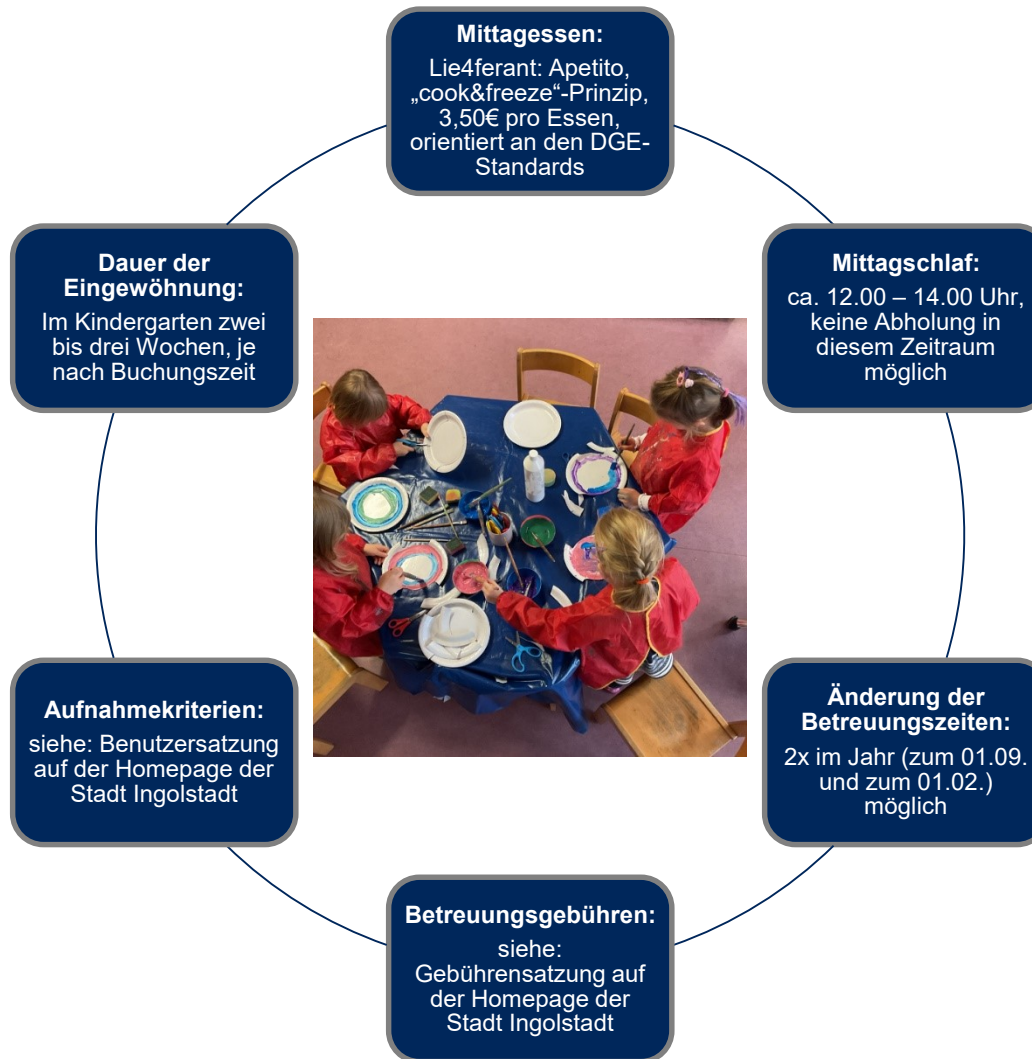 Mittagessen:
Lie4ferant: Apetito,
„cook&freeze“-Prinzip,
3,50€ pro Essen,
orientiert an den DGE-
Standards
Mittagschlaf:
ca. 12.00 – 14.00 Uhr,
keine Abholung in
diesem Zeitraum
möglich
Änderung der
Betreuungszeiten:
2x im Jahr (zum 01.09.
und zum 01.02.)
möglich
Betreuungsgebühren:
siehe:
Gebührensatzung auf
der Homepage der
Stadt Ingolstadt
Aufnahmekriterien:
siehe: Benutzersatzung
auf der Homepage der
Stadt Ingolstadt
Dauer der
Eingewöhnung:
Im Kindergarten zwei
bis drei Wochen, je
nach Buchungszeit